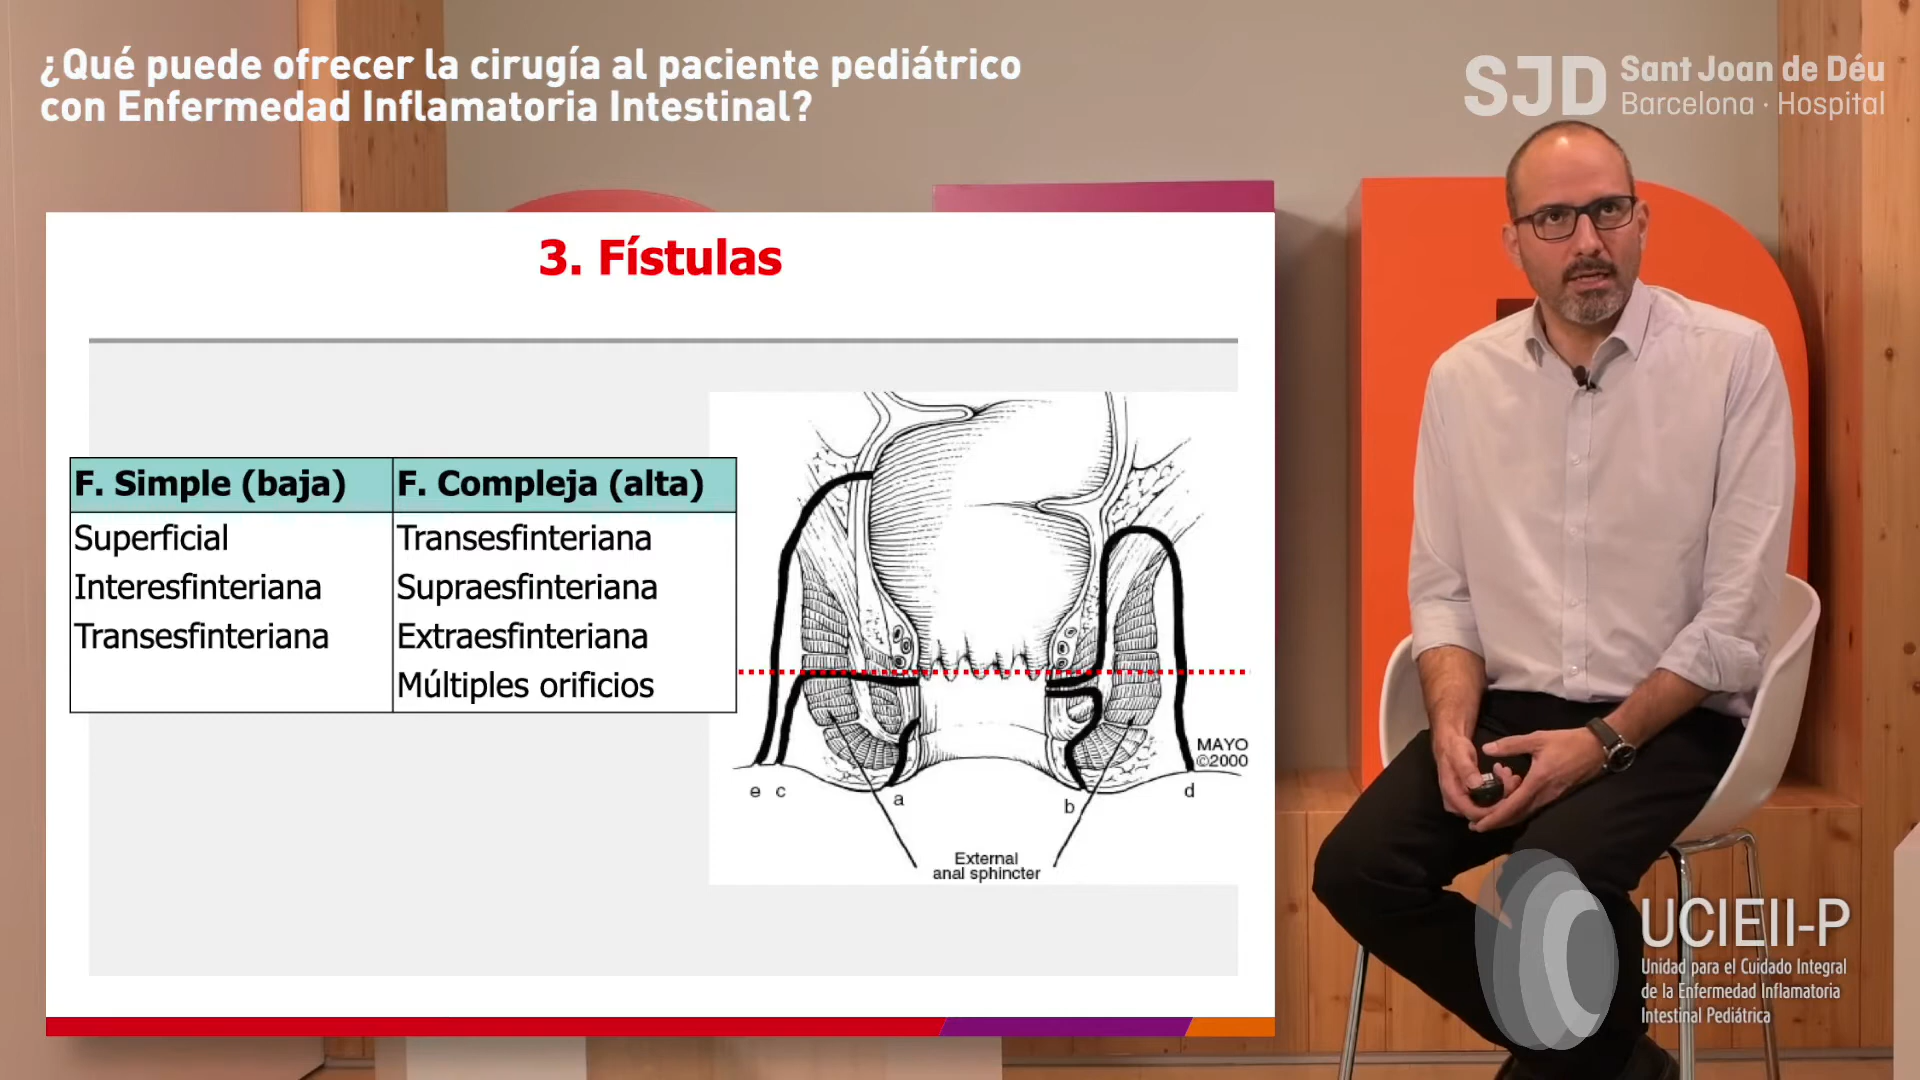 ¿Qué puede ofrecer la cirugía al paciente pediátrico
con Enfermedad Inflamatoria Intestinal?
SJD Sant Joan de Déu
Barcelona · Hospital
3. Fístulas
F. Simple (baja) F. Compleja (alta)
Superficial Transesfinteriana
Interesfinteriana Supraesfinteriana
Transesfinteriana Extraesfinteriana
Múltiples orificios
MAYO
©2000
e c a b d
External
anal sphincter
UCIEII-P
Unidad para el Cuidado Integral
de la Enfermedad Inflamatoria
Intestinal Pediátrica